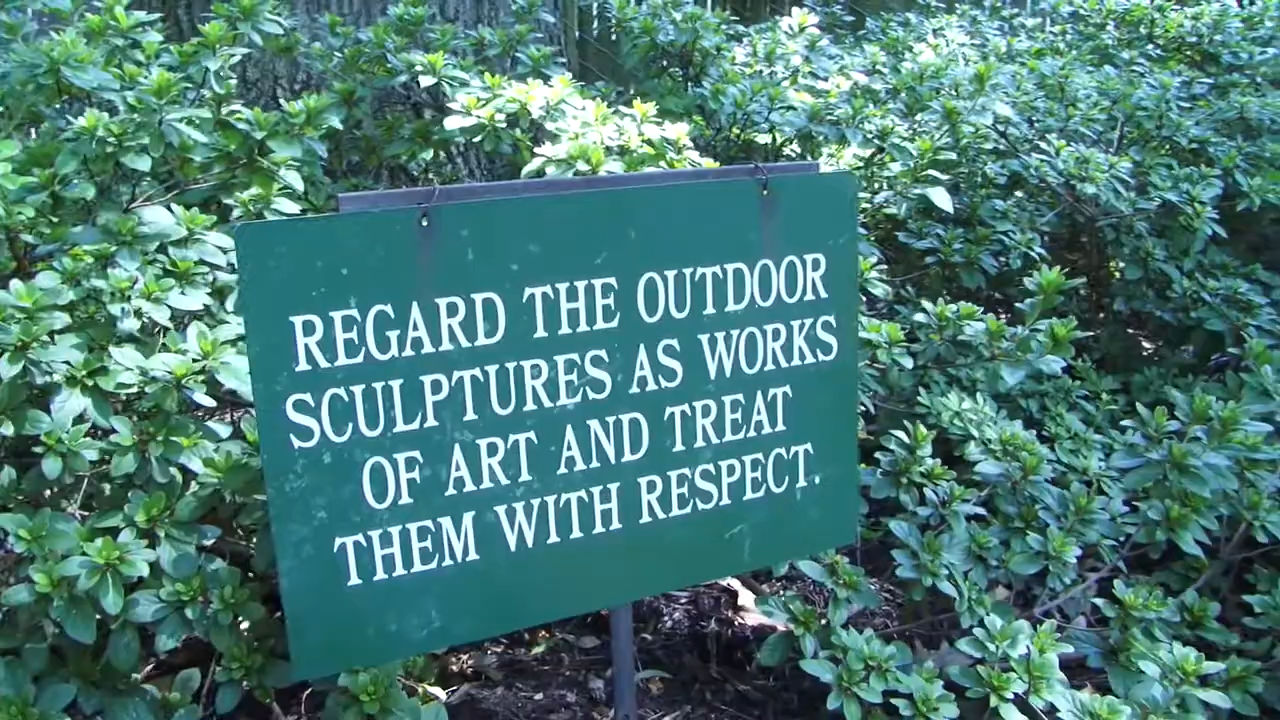 REGARD THE OUTDOOR
SCULPTURES AS WORKS
OF ART AND TREAT
THEM WITH RESPECT.